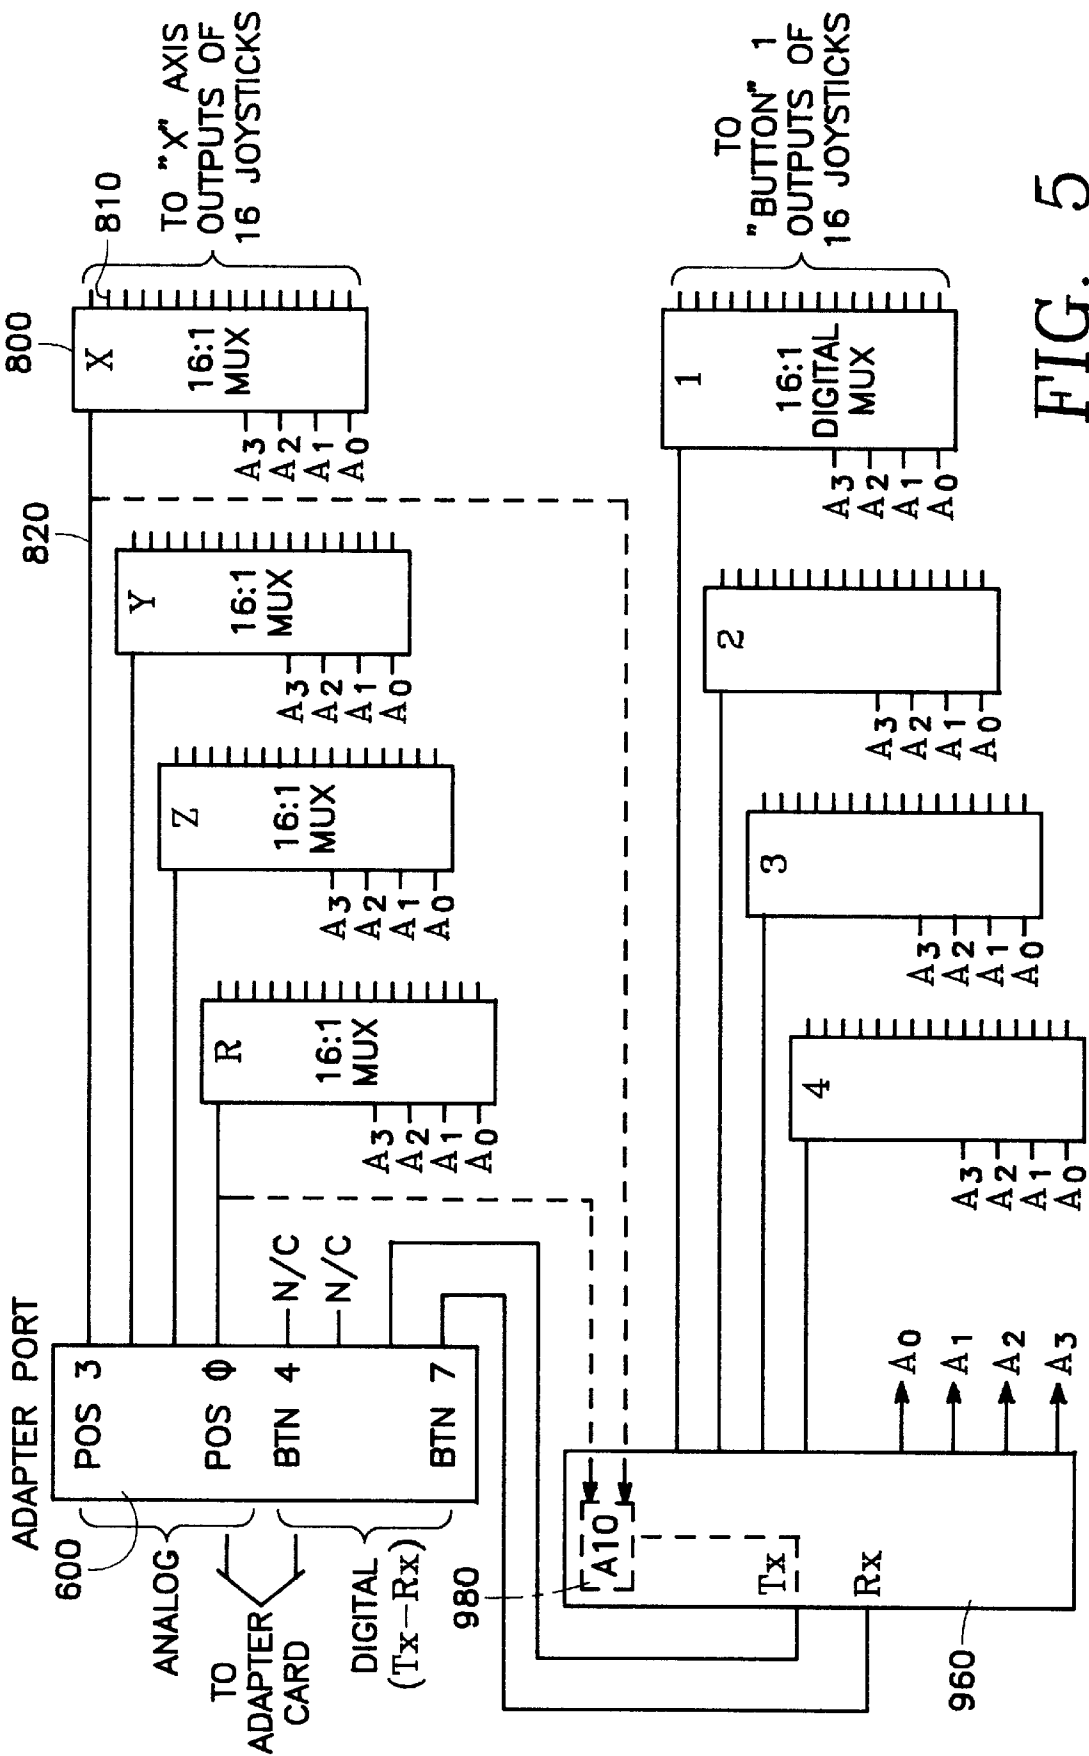 ADAPTER PORT
600
POS 3
POS Φ
BTN 4
BTN 7
ANALOG
TO
ADAPTER
CARD
DIGITAL
(Tx-Rx)
N/C
N/C
R
16:1
MUX
A3
A2
A1
A0
Z
16:1
MUX
A3
A2
A1
A0
Y
16:1
MUX
A3
A2
A1
A0
820
800
X
16:1
MUX
A3
A2
A1
A0
810
TO "X" AXIS
OUTPUTS OF
16 JOYSTICKS
980
A10
Tx
Rx
960
A0
A1
A2
A3
4
A3
A2
A1
A0
3
A3
A2
A1
A0
2
A3
A2
A1
A0
1
16:1
DIGITAL
MUX
A3
A2
A1
A0
TO
"BUTTON" 1
OUTPUTS OF
16 JOYSTICKS
FIG. 5